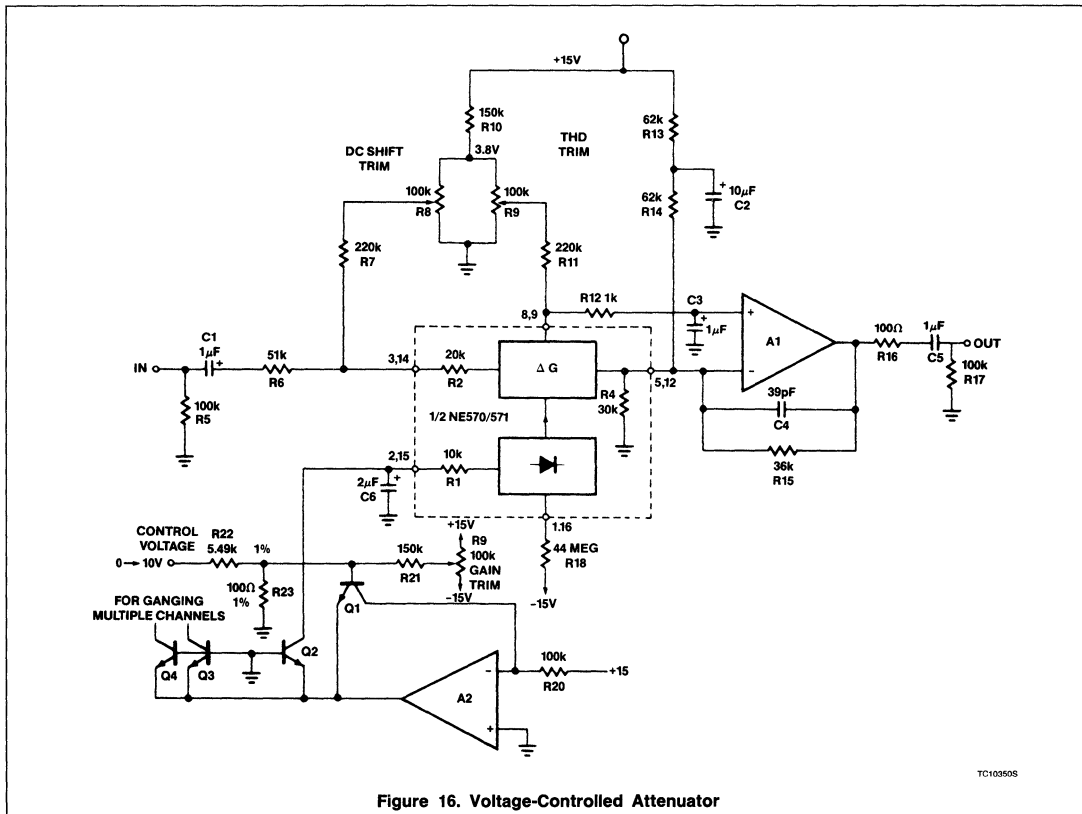 +15V
150k
R10
62k
R13
DC SHIFT
TRIM
3.8V
THD
TRIM
100k
R8
100k
R9
62k
R14
+
10µF
C2
220k
R7
220k
R11
8,9
R12 1k
C3
+
1µF
+
A1
−
100Ω
R16
1µF
C5
OUT
100k
R17
C1
1µF
+
IN
51k
R6
100k
R5
3,14
20k
R2
Δ G
R4
30k
5,12
39pF
C4
36k
R15
1/2 NE570/571
2,15
2µF
C6
+
10k
R1
1.16
44 MEG
R18
−15V
CONTROL
VOLTAGE
0→10V
R22
5.49k
1%
100Ω
1%
R23
150k
R21
+15V
R9
100k
GAIN
TRIM
−15V
FOR GANGING
MULTIPLE CHANNELS
Q1
Q4
Q3
Q2
A2
−
+
100k
R20
+15
TC10350S
Figure 16. Voltage-Controlled Attenuator